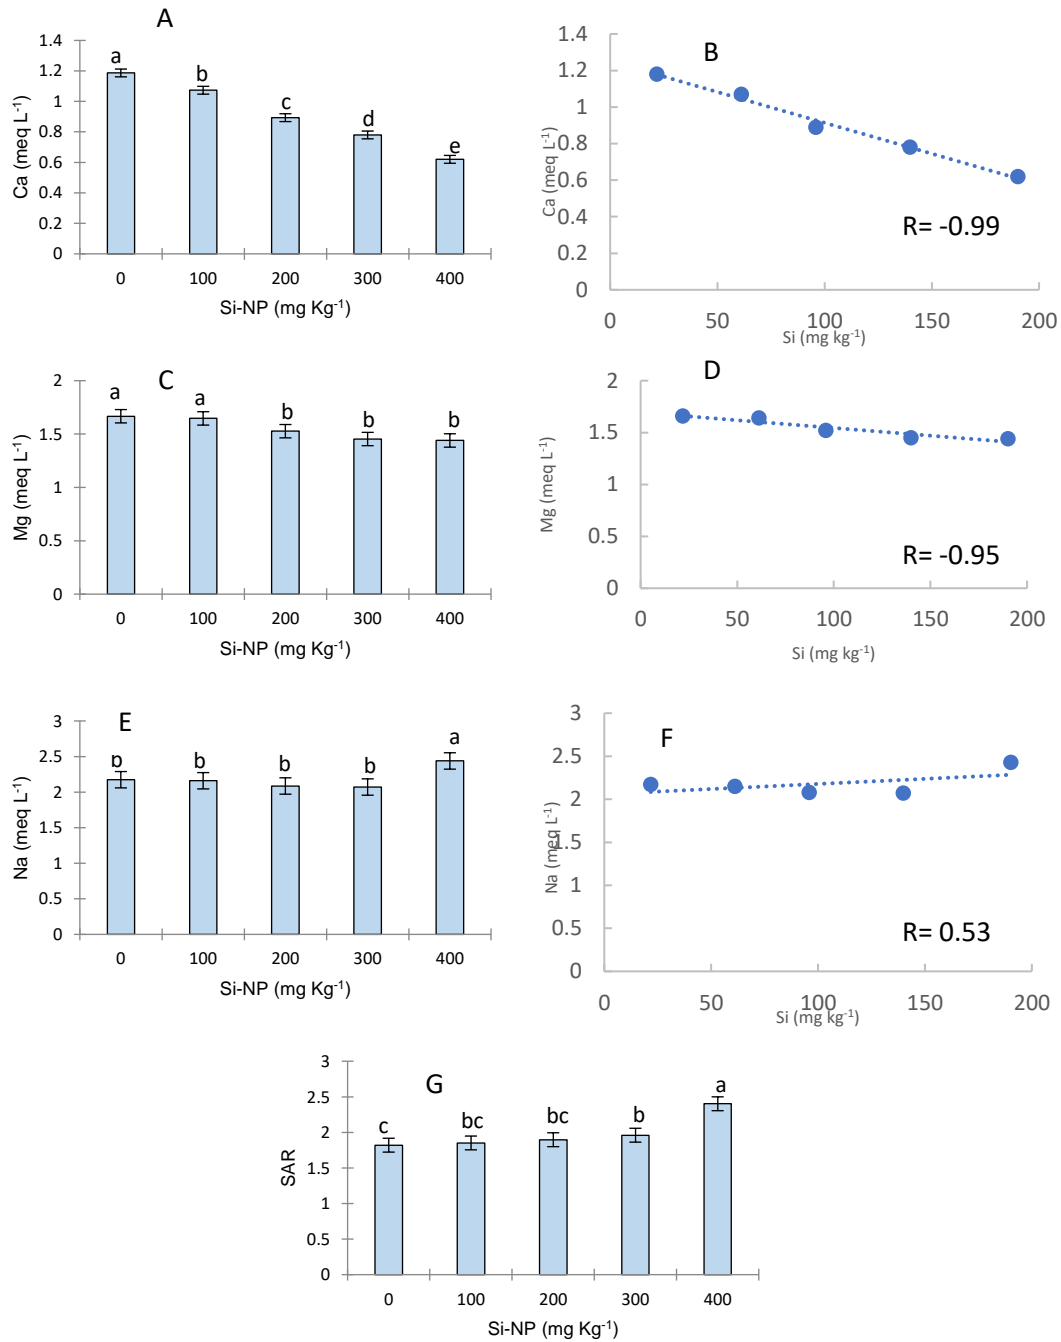 A
1.4
1.2
1
0.8
0.6
0.4
0.2
0
a
b
c
d
e
Ca (meq L⁻¹)
0 100 200 300 400
Si-NP (mg Kg⁻¹)
B
1.4
1.2
1
0.8
0.6
0.4
0.2
0
Ca (meq L⁻¹)
R= -0.99
0 50 100 150 200
Si (mg kg⁻¹)
C
2
1.5
1
0.5
0
a
a
b
b
b
Mg (meq L⁻¹)
0 100 200 300 400
Si-NP (mg Kg⁻¹)
D
2
1.5
1
0.5
0
Mg (meq L⁻¹)
R= -0.95
0 50 100 150 200
Si (mg kg⁻¹)
E
3
2.5
2
1.5
1
0.5
0
b
b
b
b
a
Na (meq L⁻¹)
0 100 200 300 400
Si-NP (mg Kg⁻¹)
F
3
2.5
2
1.5
1
0.5
0
Na (meq L⁻¹)
R= 0.53
0 50 100 150 200
Si (mg kg⁻¹)
G
3
2.5
2
1.5
1
0.5
0
c
bc
bc
b
a
SAR
0 100 200 300 400
Si-NP (mg Kg⁻¹)